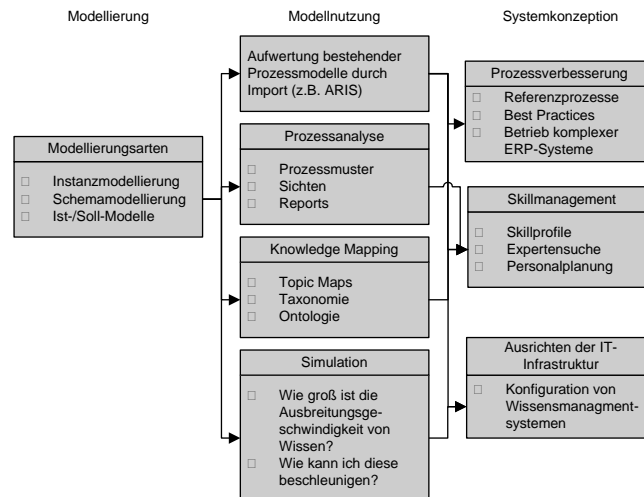 Modellierung
Modellnutzung
Systemkonzeption
Modellierungsarten
Instanzmodellierung
Schemamodellierung
Ist-/Soll-Modelle
Aufwertung bestehender
Prozessmodelle durch
Import (z.B. ARIS)
Prozessanalyse
Prozessmuster
Sichten
Reports
Knowledge Mapping
Topic Maps
Taxonomie
Ontologie
Simulation
Wie groß ist die
Ausbreitungsge-
schwindigkeit von
Wissen?
Wie kann ich diese
beschleunigen?
Prozessverbesserung
Referenzprozesse
Best Practices
Betrieb komplexer
ERP-Systeme
Skillmanagement
Skillprofile
Expertensuche
Personalplanung
Ausrichten der IT-
Infrastruktur
Konfiguration von
Wissensmanagment-
systemen